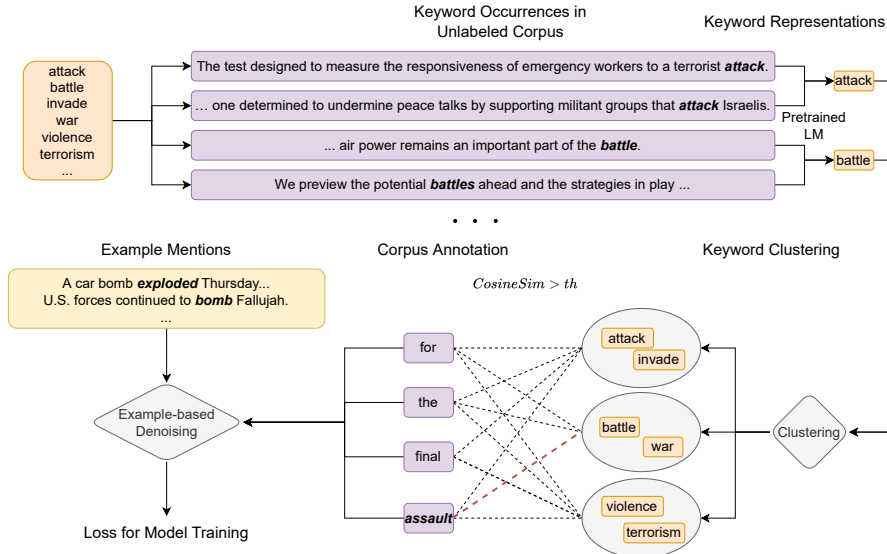 Keyword Occurrences in
Unlabeled Corpus
Keyword Representations
attack
battle
invade
war
violence
terrorism
...
The test designed to measure the responsiveness of emergency workers to a terrorist attack.
... one determined to undermine peace talks by supporting militant groups that attack Israelis.
... air power remains an important part of the battle.
We preview the potential battles ahead and the strategies in play ...
attack
Pretrained
LM
battle
. . .
Example Mentions
Corpus Annotation
Keyword Clustering
A car bomb exploded Thursday...
U.S. forces continued to bomb Fallujah.
...
CosineSim > th
for
the
final
assault
attack
invade
battle
war
violence
terrorism
Clustering
Example-based
Denoising
Loss for Model Training